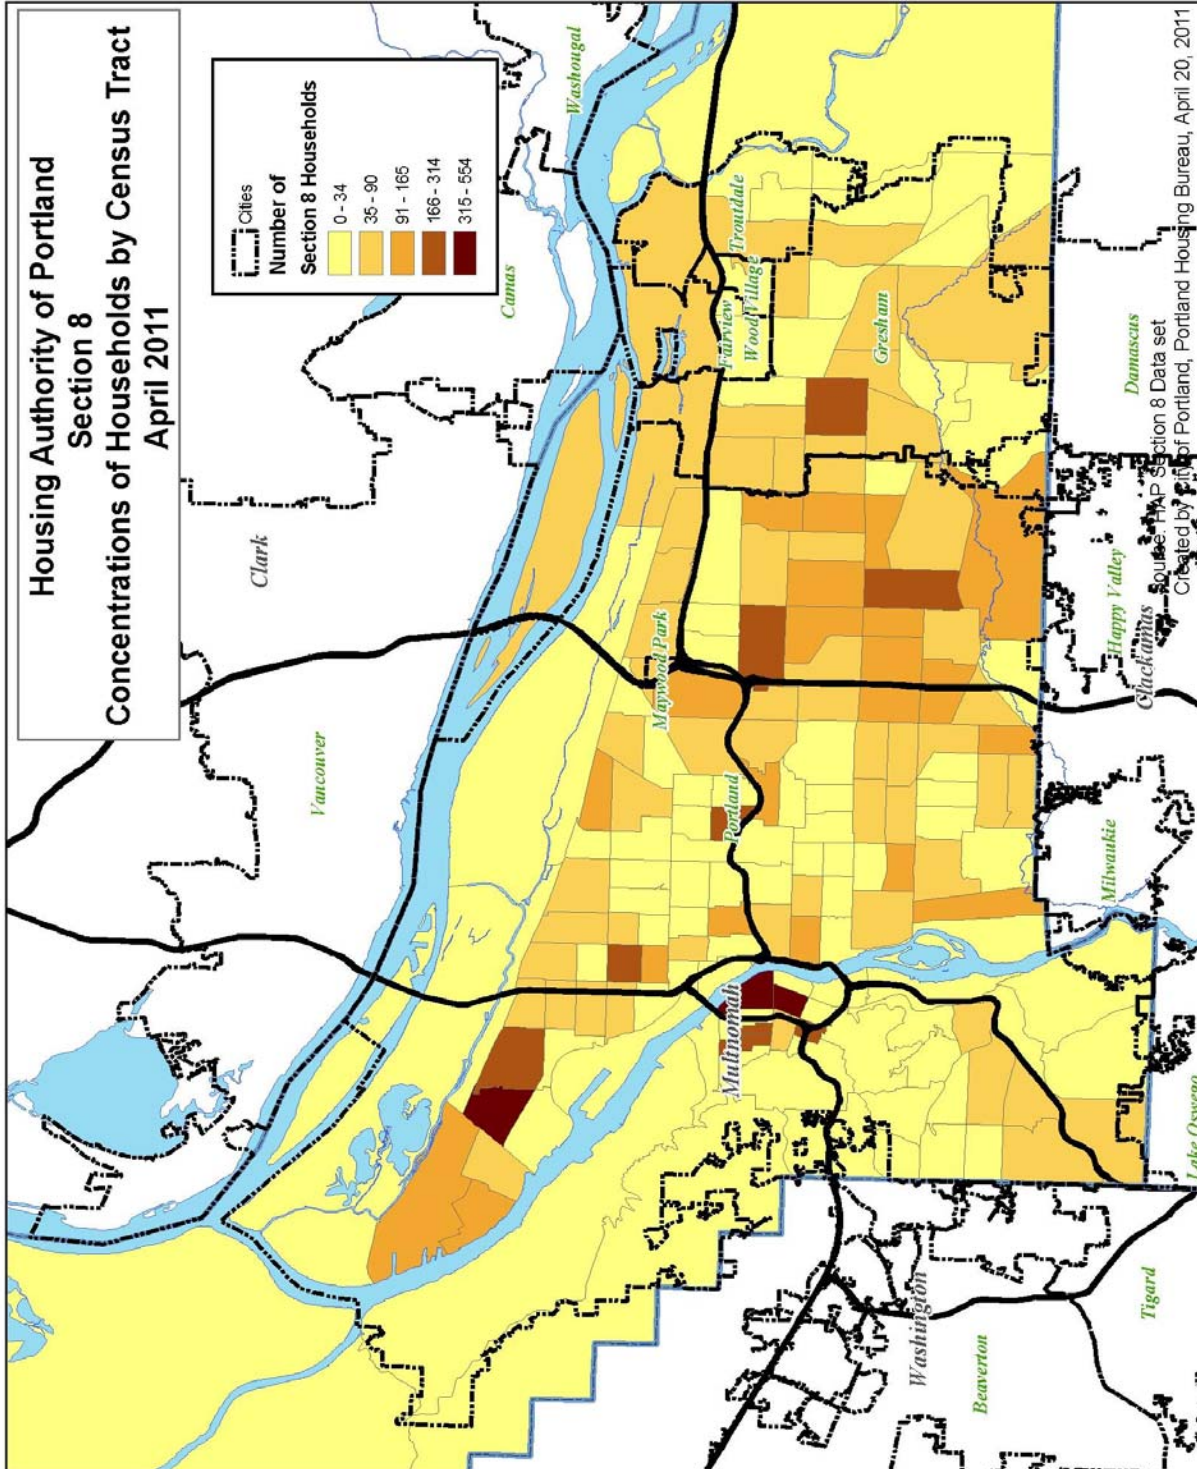 Housing Authority of Portland
Section 8
Concentrations of Households by Census Tract
April 2011
Cities
Number of
Section 8 Households
0 - 34
35 - 90
91 - 165
166 - 314
315 - 554
Clark
Vancouver
Camas
Washougal
Maywood Park
Fairview
Wood Village
Troutdale
Portland
Multnomah
Gresham
Washington
Beaverton
Tigard
Lake Oswego
Milwaukie
Happy Valley
Clackamas
Damascus
Source: HAP Section 8 Data set
Created by City of Portland, Portland Housing Bureau, April 20, 2011